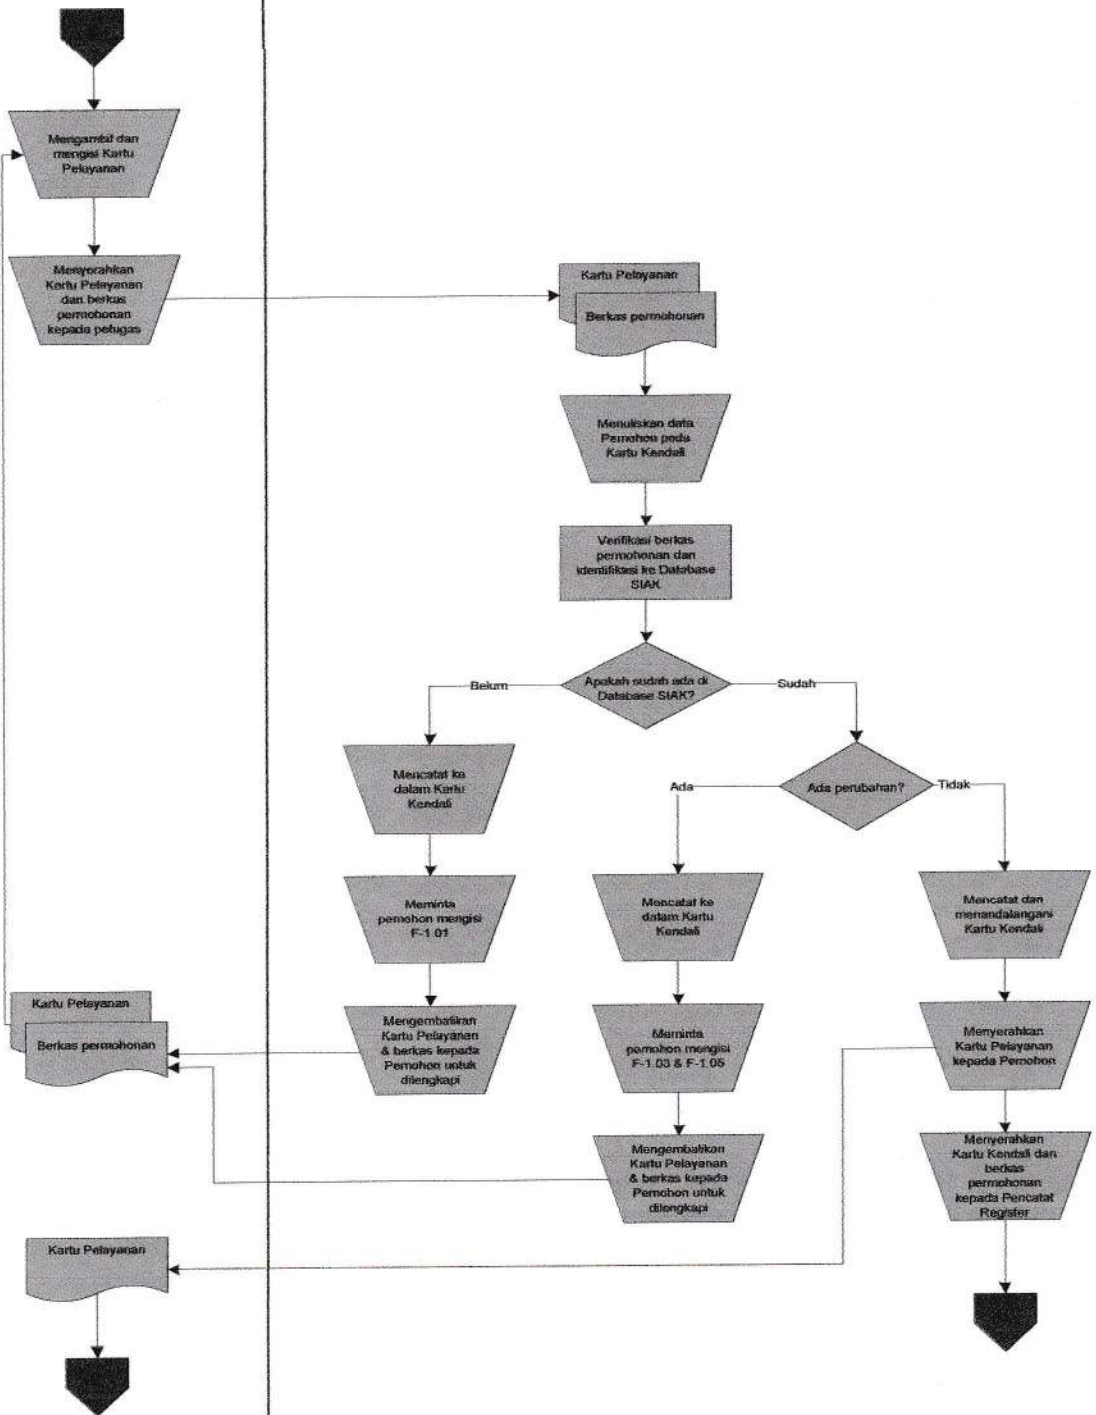 Mengambil dan
mengisi Kartu
Pelayanan
Menyerahkan
Kartu Pelayanan
dan berkas
permohonan
kepada petugas
Kartu Pelayanan
Berkas permohonan
Menuliskan data
Pemohon pada
Kartu Kendali
Verifikasi berkas
permohonan dan
identifikasi ke Database
SIAK
Apakah sudah ada di
Database SIAK?
Belum
Sudah
Mencatat ke
dalam Kartu
Kendali
Ada perubahan?
Ada
Tidak
Meminta
pemohon mengisi
F-1.01
Mencatat ke
dalam Kartu
Kendali
Mencatat dan
menandatangani
Kartu Kendali
Kartu Pelayanan
Berkas permohonan
Mengembalikan
Kartu Pelayanan
& berkas kepada
Pemohon untuk
dilengkapi
Meminta
pemohon mengisi
F-1.03 & F-1.05
Menyerahkan
Kartu Pelayanan
kepada Pemohon
Mengembalikan
Kartu Pelayanan
& berkas kepada
Pemohon untuk
dilengkapi
Menyerahkan
Kartu Kendali dan
berkas
permohonan
kepada Pencatat
Register
Kartu Pelayanan